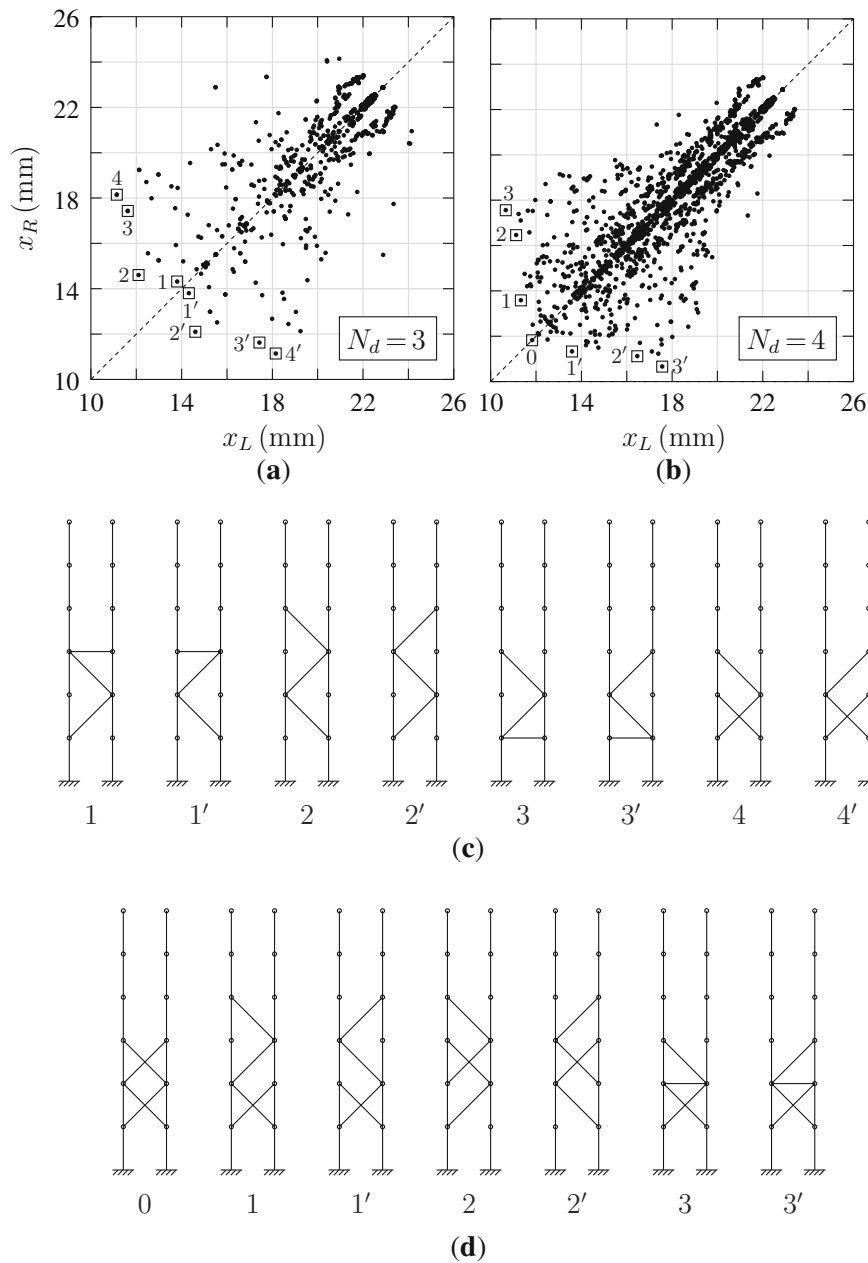 26
22
18
14
10
x_R (mm)
4
3
2
1
1′
2′
3′
4′
N_d = 3
10 14 18 22 26
x_L (mm)
(a)
3
2
1
0
1′
2′
3′
N_d = 4
10 14 18 22 26
x_L (mm)
(b)
1 1′ 2 2′ 3 3′ 4 4′
(c)
0 1 1′ 2 2′ 3 3′
(d)